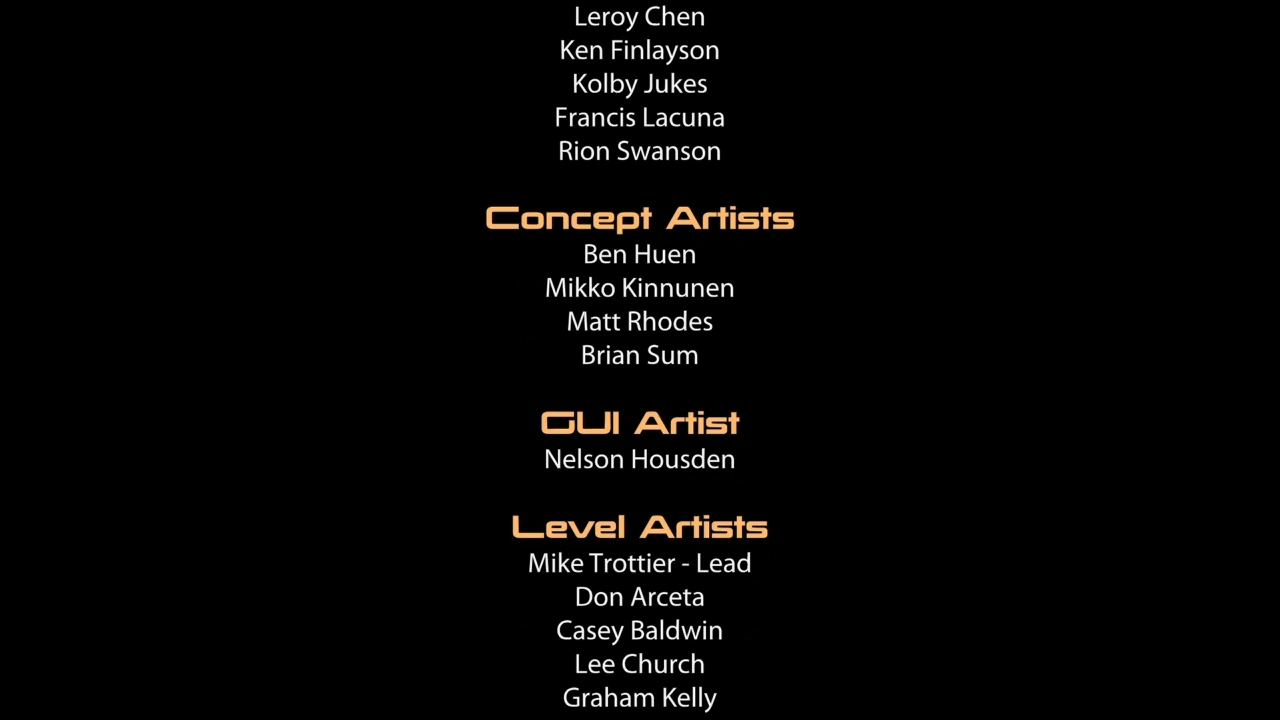 Leroy Chen
Ken Finlayson
Kolby Jukes
Francis Lacuna
Rion Swanson
Concept Artists
Ben Huen
Mikko Kinnunen
Matt Rhodes
Brian Sum
GUI Artist
Nelson Housden
Level Artists
Mike Trottier - Lead
Don Arceta
Casey Baldwin
Lee Church
Graham Kelly